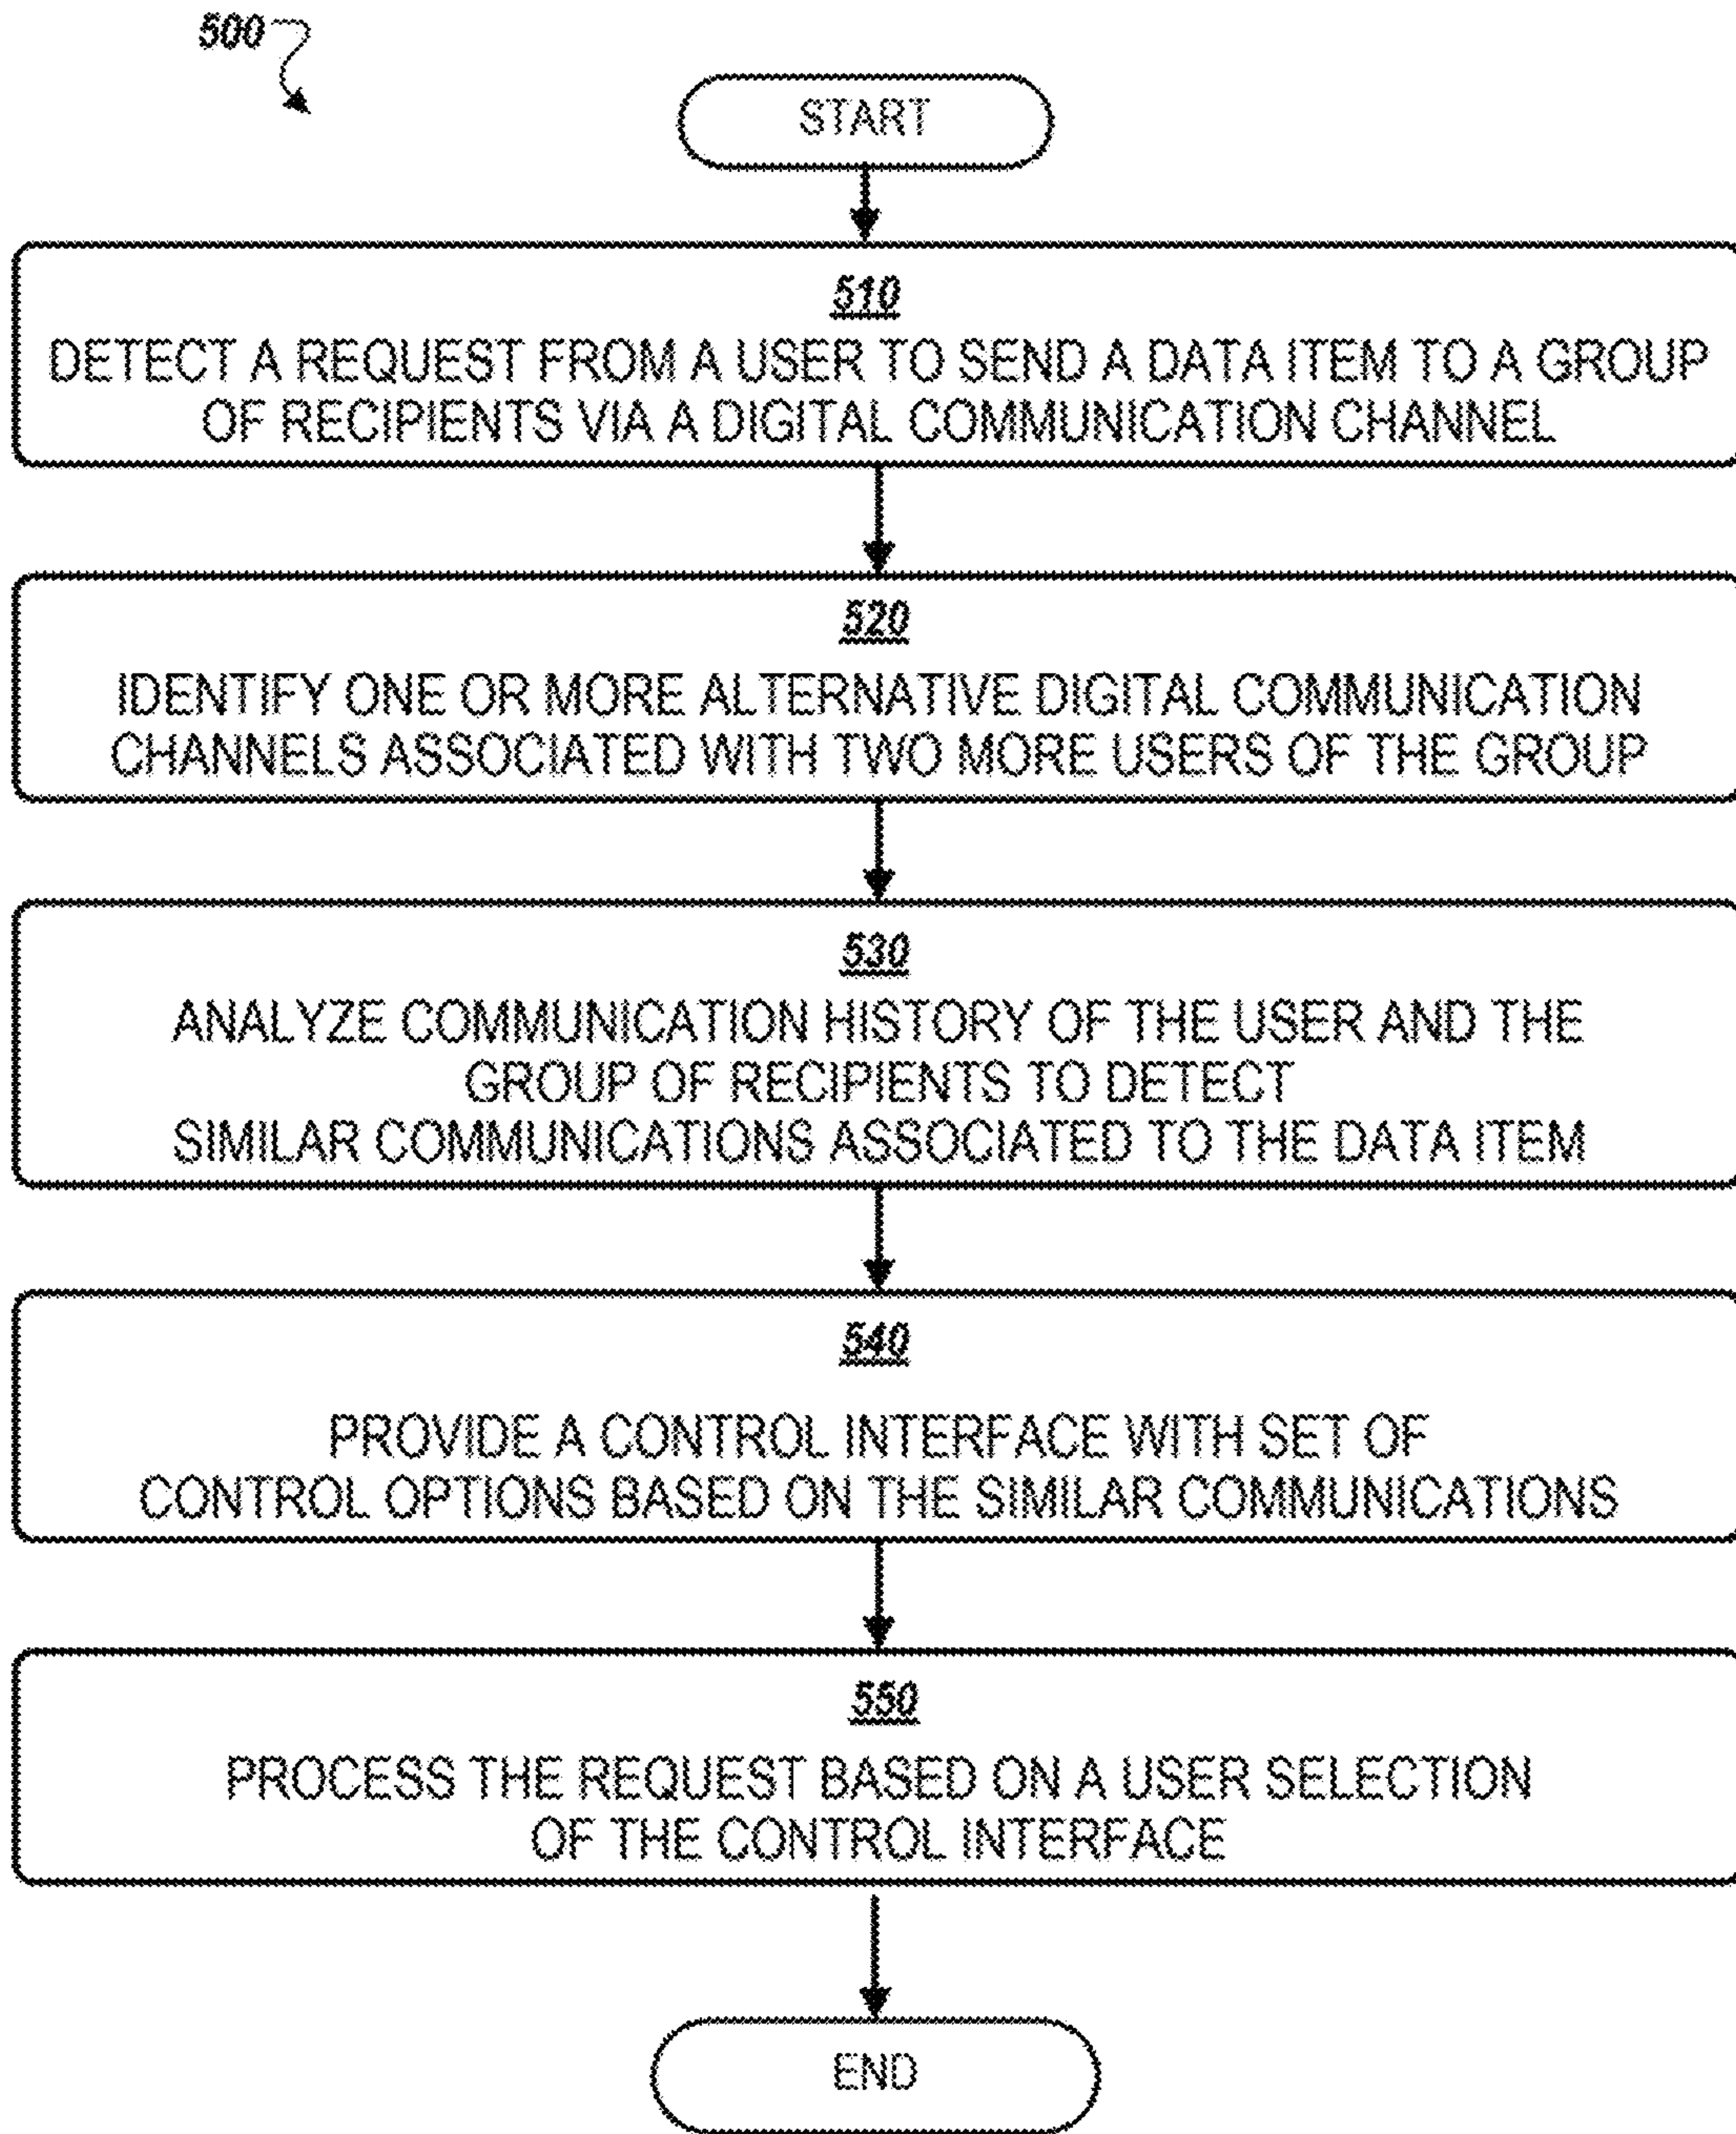 500
START
510
DETECT A REQUEST FROM A USER TO SEND A DATA ITEM TO A GROUP
OF RECIPIENTS VIA A DIGITAL COMMUNICATION CHANNEL
520
IDENTIFY ONE OR MORE ALTERNATIVE DIGITAL COMMUNICATION
CHANNELS ASSOCIATED WITH TWO MORE USERS OF THE GROUP
530
ANALYZE COMMUNICATION HISTORY OF THE USER AND THE
GROUP OF RECIPIENTS TO DETECT
SIMILAR COMMUNICATIONS ASSOCIATED TO THE DATA ITEM
540
PROVIDE A CONTROL INTERFACE WITH SET OF
CONTROL OPTIONS BASED ON THE SIMILAR COMMUNICATIONS
550
PROCESS THE REQUEST BASED ON A USER SELECTION
OF THE CONTROL INTERFACE
END